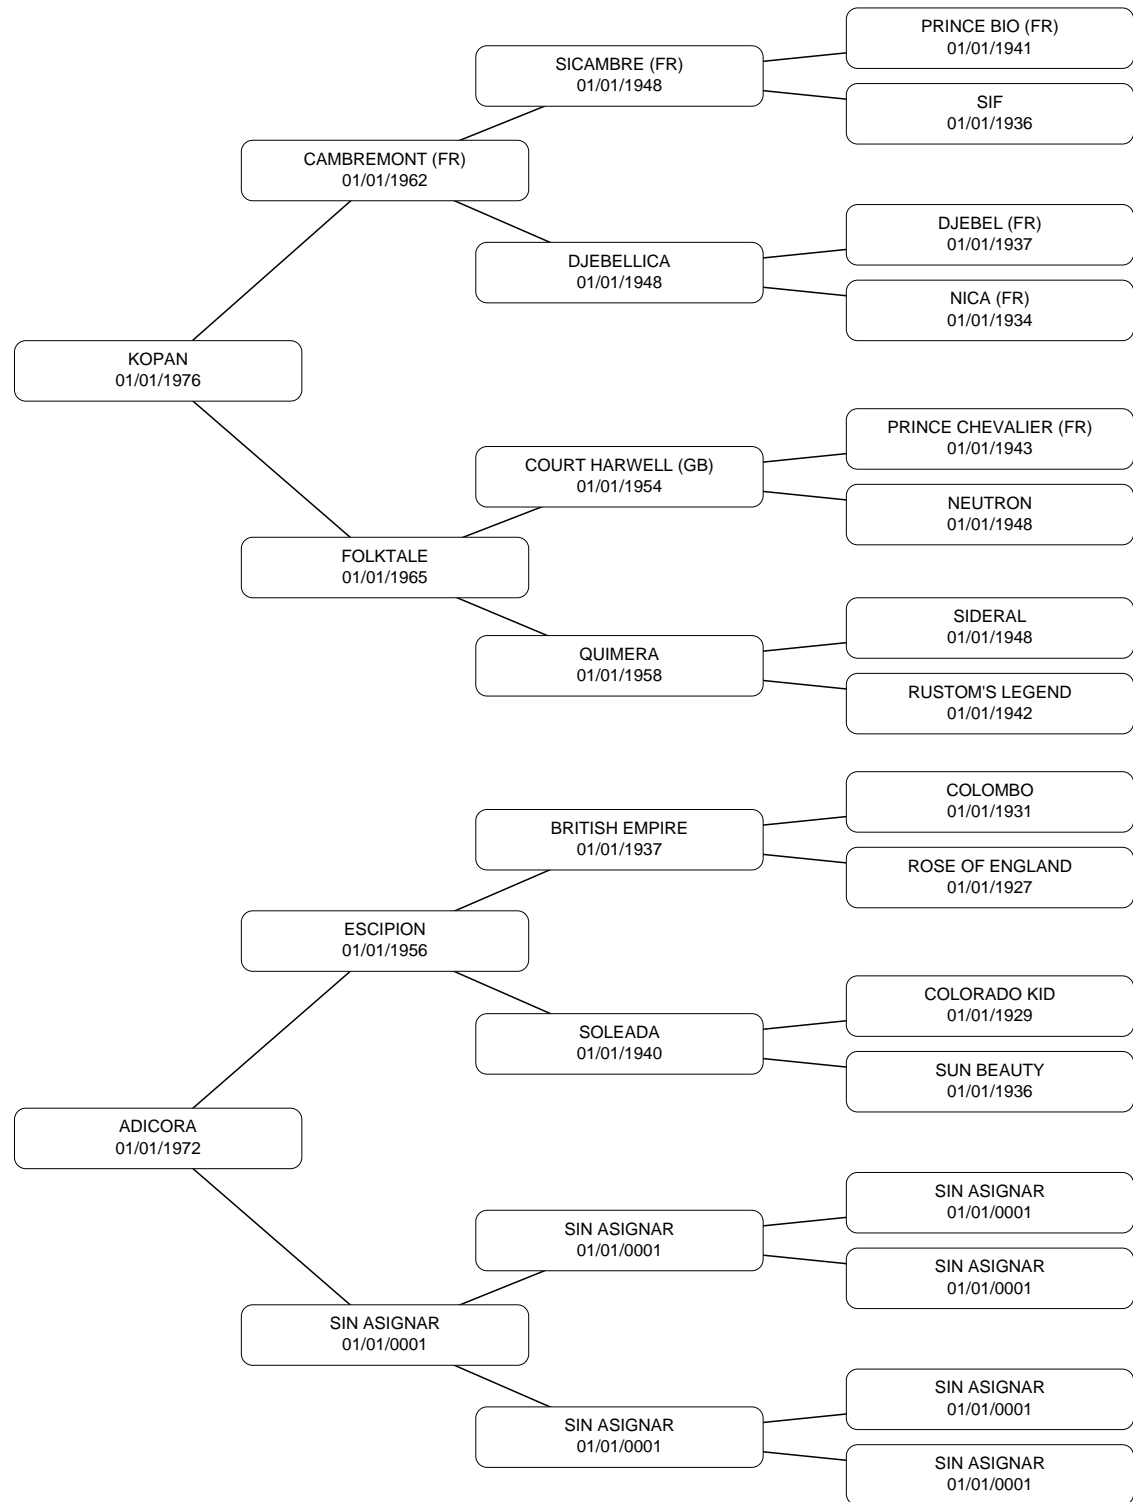 PRINCE BIO (FR)
01/01/1941
SICAMBRE (FR)
01/01/1948
SIF
01/01/1936
CAMBREMONT (FR)
01/01/1962
DJEBEL (FR)
01/01/1937
DJEBELLICA
01/01/1948
NICA (FR)
01/01/1934
KOPAN
01/01/1976
PRINCE CHEVALIER (FR)
01/01/1943
COURT HARWELL (GB)
01/01/1954
NEUTRON
01/01/1948
FOLKTALE
01/01/1965
SIDERAL
01/01/1948
QUIMERA
01/01/1958
RUSTOM'S LEGEND
01/01/1942
COLOMBO
01/01/1931
BRITISH EMPIRE
01/01/1937
ROSE OF ENGLAND
01/01/1927
ESCIPION
01/01/1956
COLORADO KID
01/01/1929
SOLEADA
01/01/1940
SUN BEAUTY
01/01/1936
ADICORA
01/01/1972
SIN ASIGNAR
01/01/0001
SIN ASIGNAR
01/01/0001
SIN ASIGNAR
01/01/0001
SIN ASIGNAR
01/01/0001
SIN ASIGNAR
01/01/0001
SIN ASIGNAR
01/01/0001
SIN ASIGNAR
01/01/0001